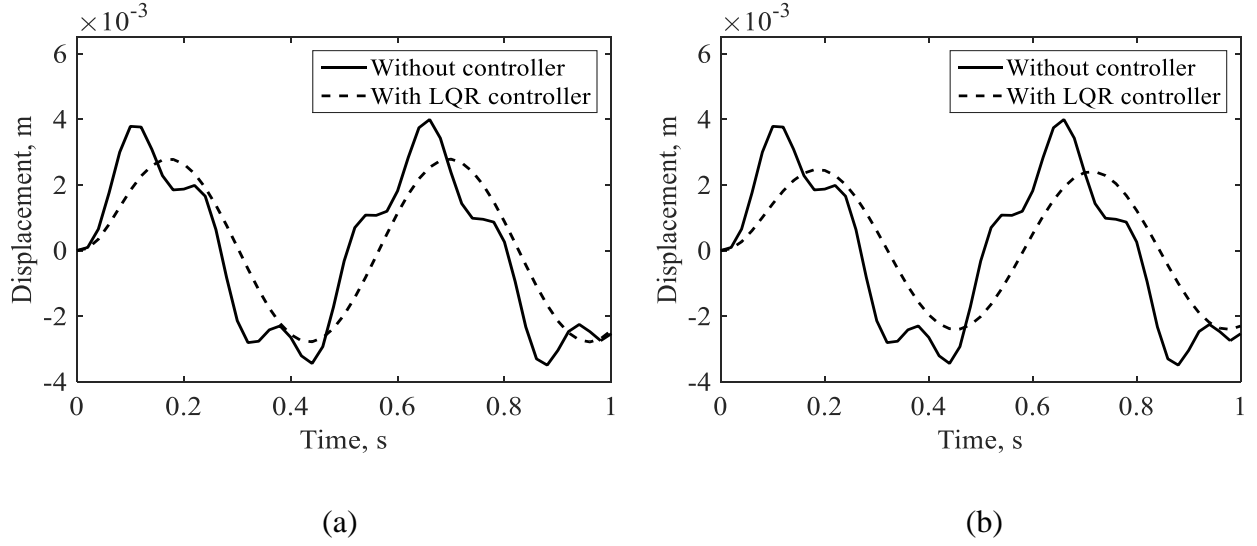 ×10⁻³
6
4
2
0
-2
-4
0
0.2
0.4
0.6
0.8
1
Displacement, m
Time, s
Without controller
With LQR controller
(a)
×10⁻³
6
4
2
0
-2
-4
0
0.2
0.4
0.6
0.8
1
Displacement, m
Time, s
Without controller
With LQR controller
(b)